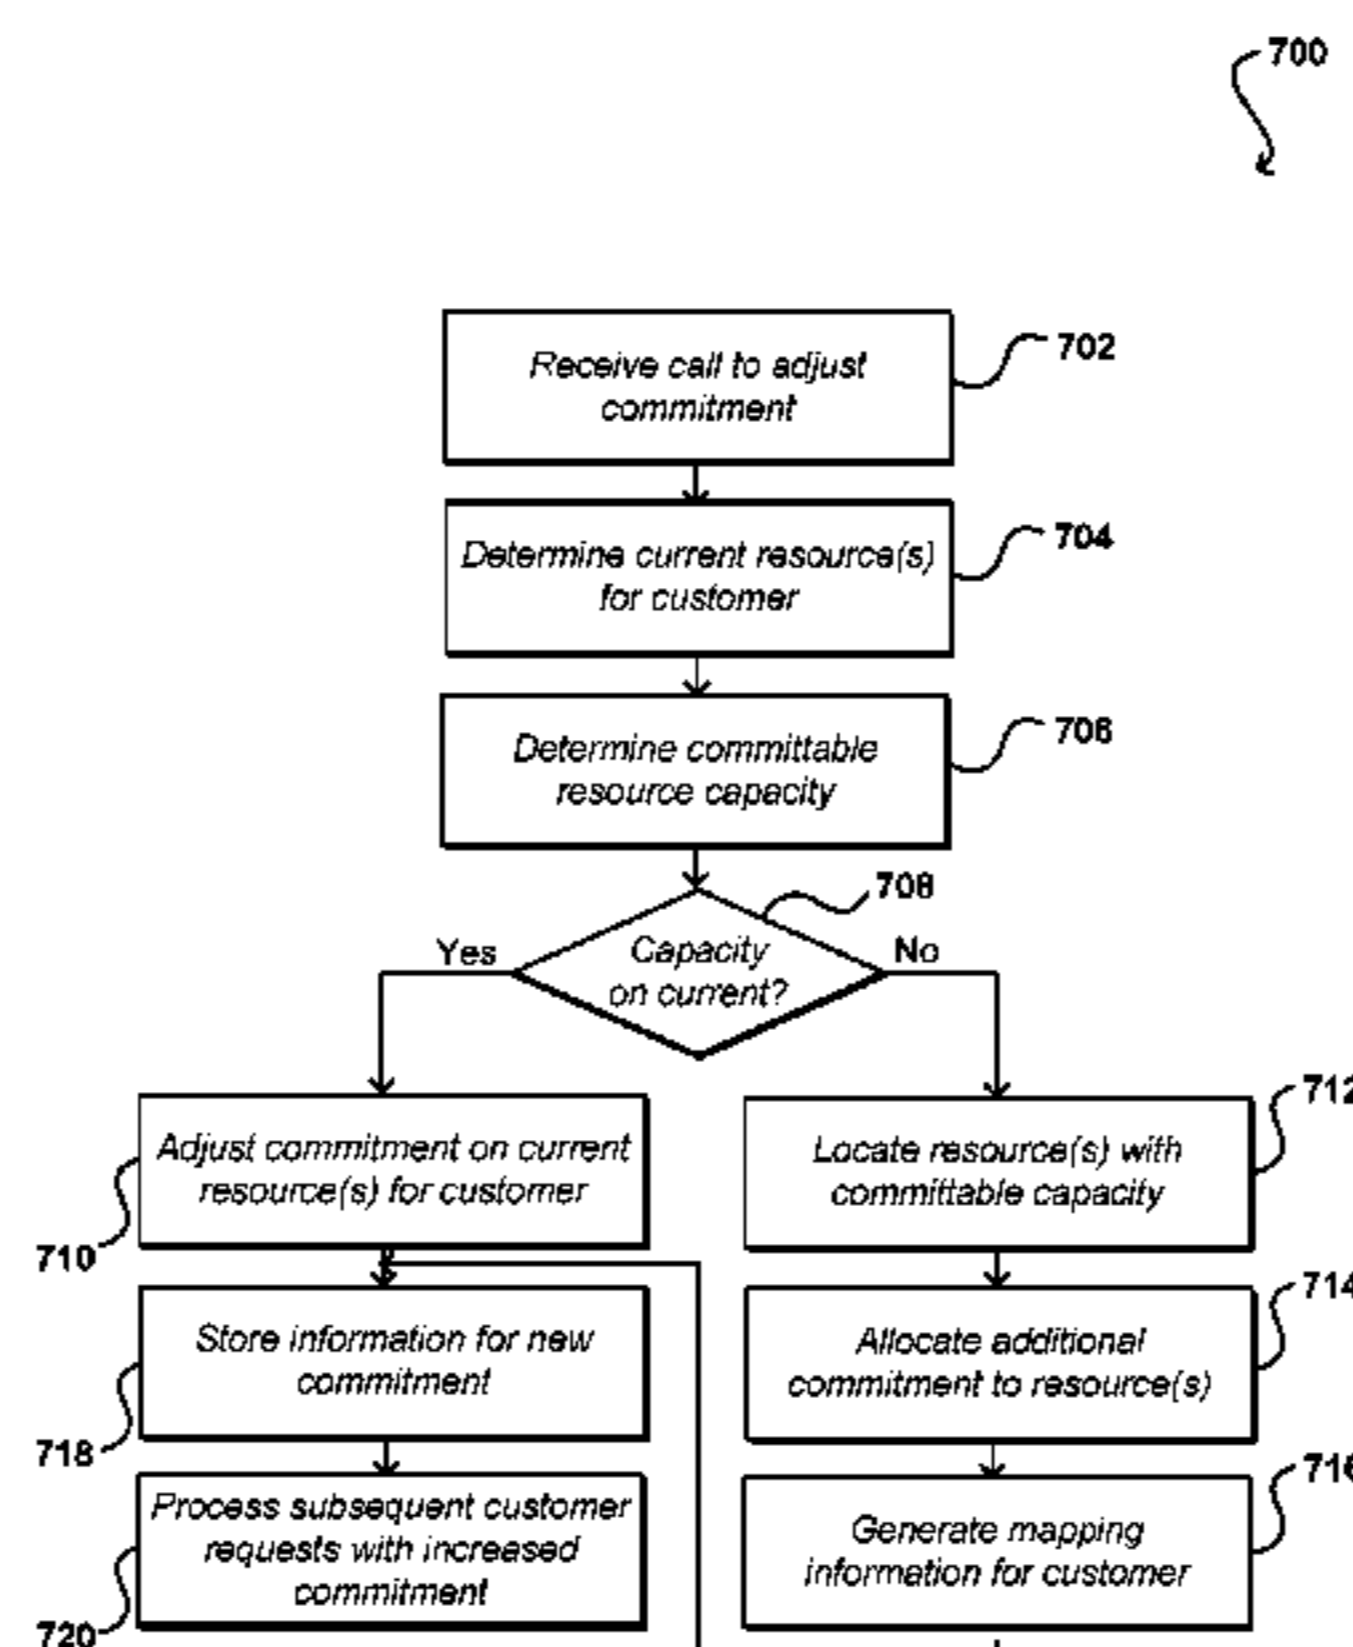 700
Receive call to adjust
commitment
702
Determine current resource(s)
for customer
704
Determine committable
resource capacity
706
708
Yes
Capacity
on current?
No
712
Adjust commitment on current
resource(s) for customer
710
Locate resource(s) with
committable capacity
714
Store information for new
commitment
718
Allocate additional
commitment to resource(s)
716
Process subsequent customer
requests with increased
commitment
720
Generate mapping
information for customer